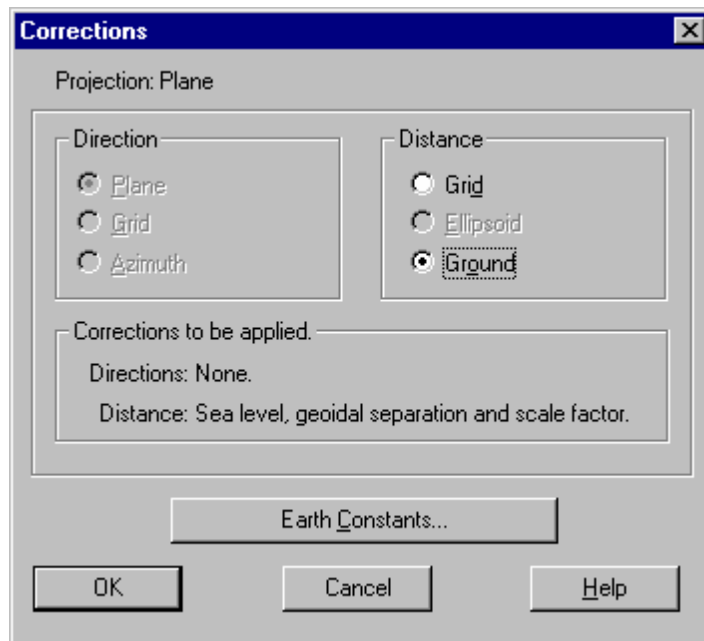 Corrections
Projection: Plane
Direction
Plane
Grid
Azimuth
Distance
Grid
Ellipsoid
Ground
Corrections to be applied.
Directions: None.
Distance: Sea level, geoidal separation and scale factor.
Earth Constants...
OK
Cancel
Help